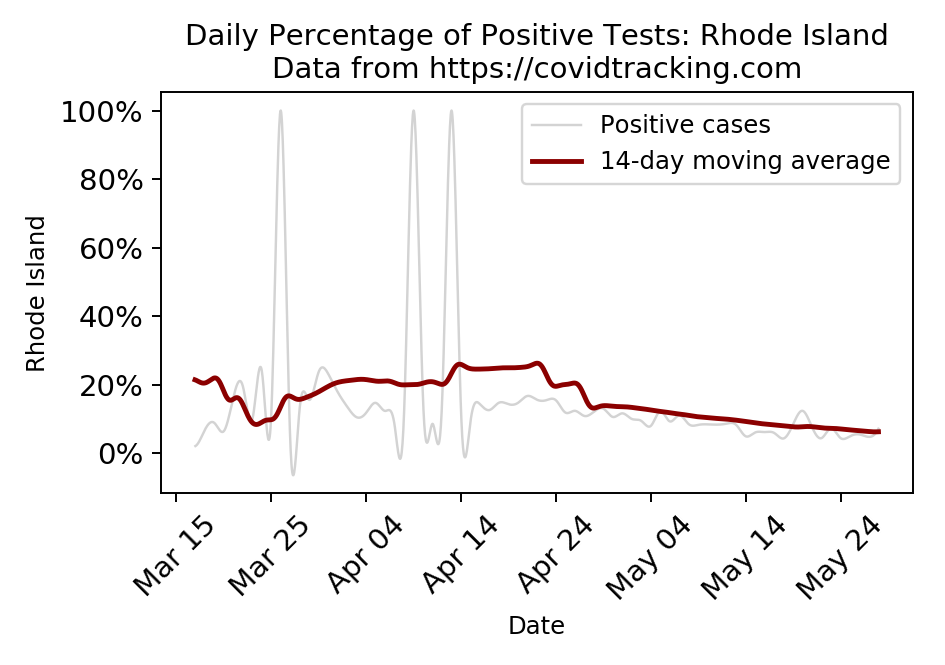 Daily Percentage of Positive Tests: Rhode Island
Data from https://covidtracking.com
Positive cases
14-day moving average
100%
80%
60%
40%
20%
0%
Rhode Island
Mar 15
Mar 25
Apr 04
Apr 14
Apr 24
May 04
May 14
May 24
Date